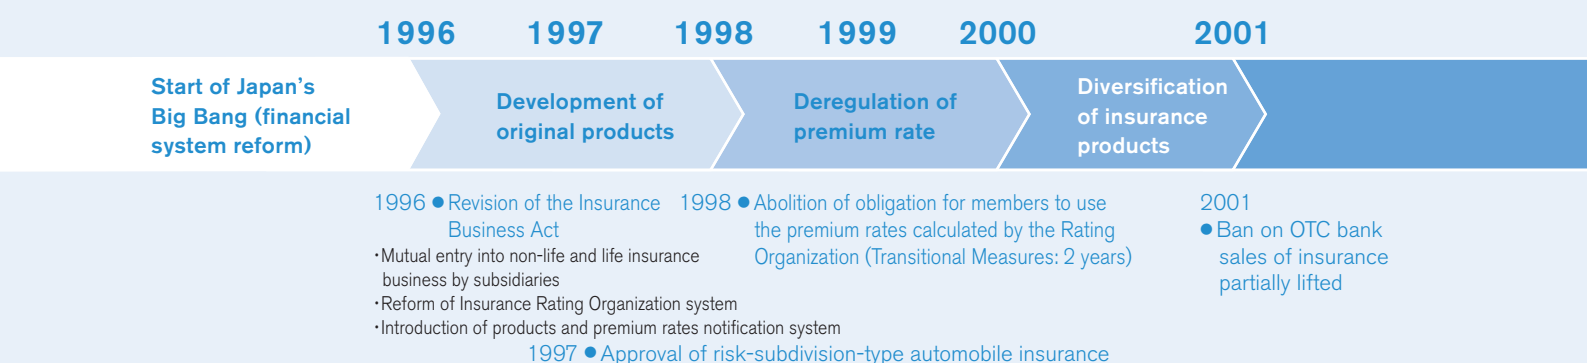 1996 1997 1998 1999 2000 2001
Start of Japan's
Big Bang (financial
system reform)
Development of
original products
Deregulation of
premium rate
Diversification
of insurance
products
1996 ● Revision of the Insurance
Business Act
・Mutual entry into non-life and life insurance
business by subsidiaries
・Reform of Insurance Rating Organization system
・Introduction of products and premium rates notification system
1997 ● Approval of risk-subdivision-type automobile insurance
1998 ● Abolition of obligation for members to use
the premium rates calculated by the Rating
Organization (Transitional Measures: 2 years)
2001
● Ban on OTC bank
sales of insurance
partially lifted